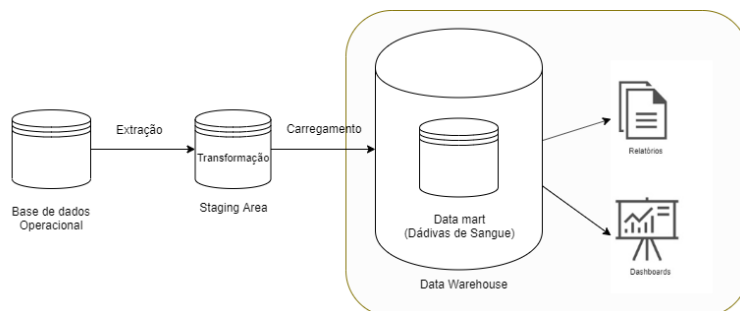 Extração
Carregamento
Transformação
Base de dados
Operacional
Staging Area
Data mart
(Dádivas de Sangue)
Data Warehouse
Relatórios
Dashboards